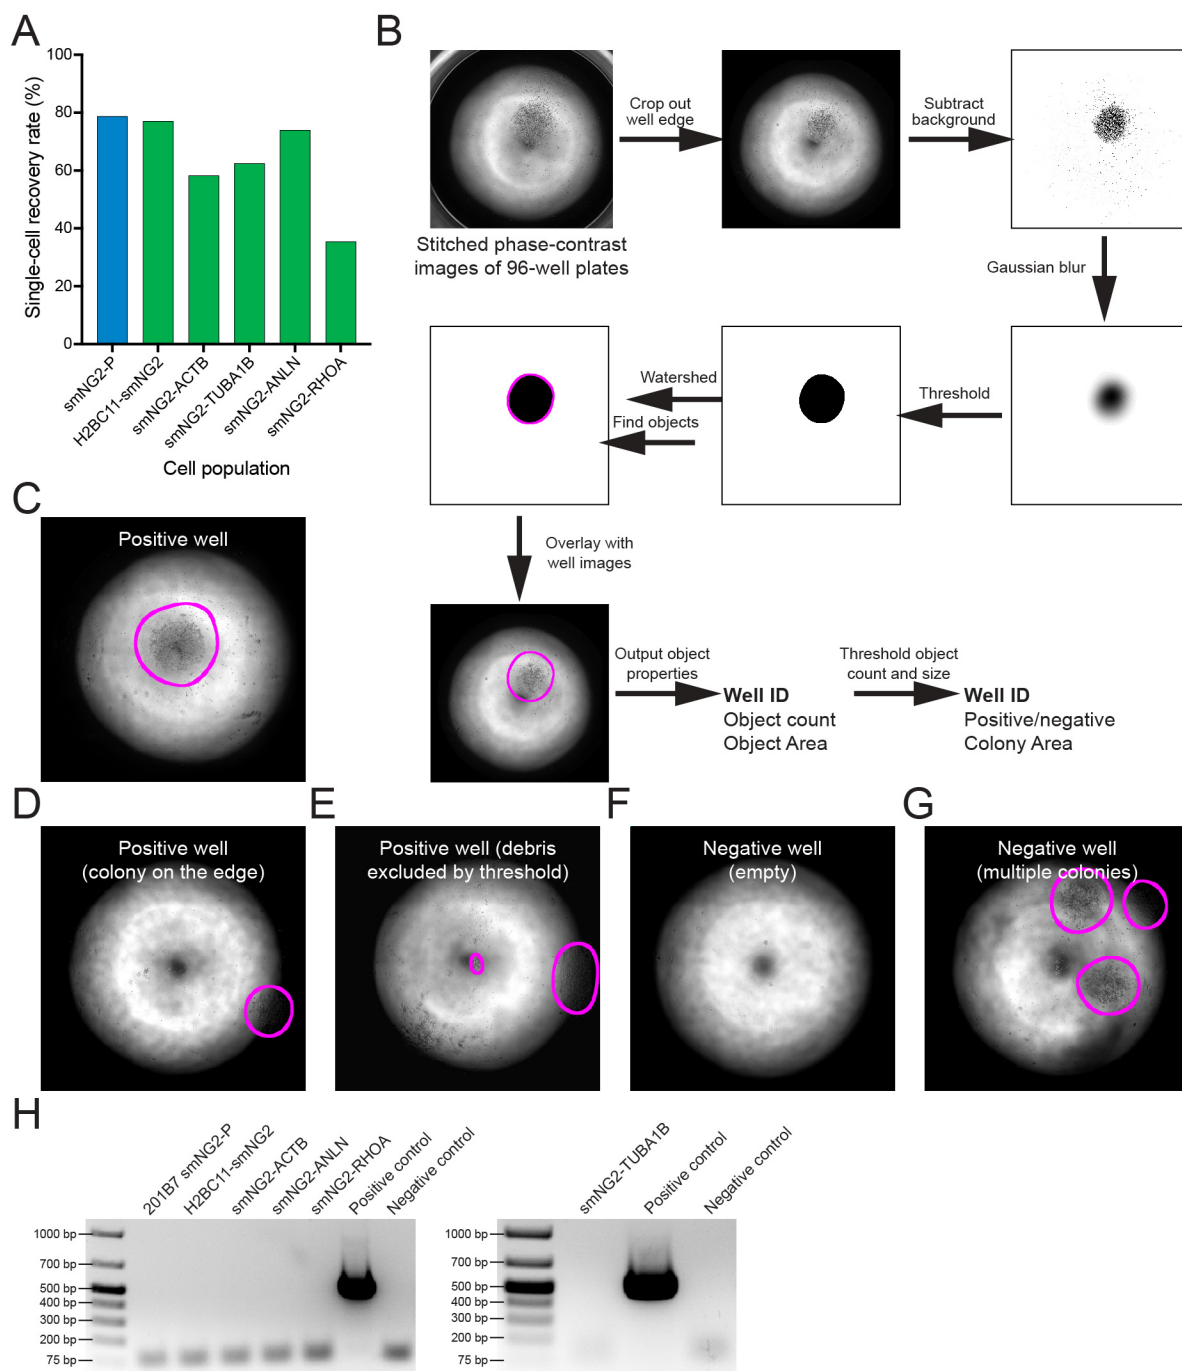 A
Single-cell recovery rate (%)
100
80
60
40
20
0
smNG2-P
H2BC11-smNG2
smNG2-ACTB
smNG2-TUBA1B
smNG2-ANLN
smNG2-RHOA
Cell population
B
Crop out
well edge
Subtract
background
Stitched phase-contrast
images of 96-well plates
Gaussian blur
Threshold
Watershed
Find objects
Overlay with
well images
Output object
properties
Well ID
Object count
Object Area
Threshold object
count and size
Well ID
Positive/negative
Colony Area
C
Positive well
D
Positive well
(colony on the edge)
E
Positive well (debris
excluded by threshold)
F
Negative well
(empty)
G
Negative well
(multiple colonies)
H
201B7 smNG2-P
H2BC11-smNG2
smNG2-ACTB
smNG2-ANLN
smNG2-RHOA
Positive control
Negative control
1000 bp
700 bp
500 bp
400 bp
300 bp
200 bp
75 bp
smNG2-TUBA1B
Positive control
Negative control
1000 bp
700 bp
500 bp
400 bp
300 bp
200 bp
75 bp